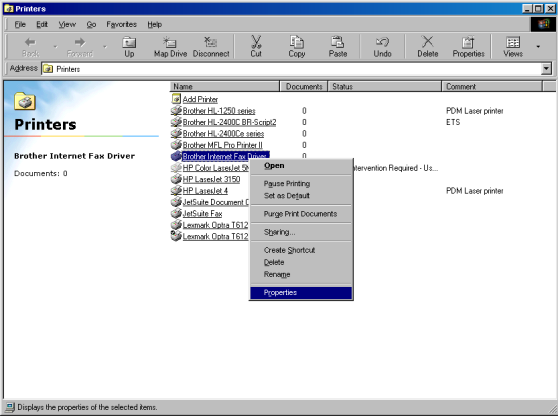 Printers
File Edit View Go Favorites Help
Back Forward Up Map Drive Disconnect Cut Copy Paste Undo Delete Properties Views
Address Printers
Printers
Brother Internet Fax Driver
Documents: 0
Name Documents Status Comment
Add Printer
Brother HL-1250 series 0 PDM Laser printer
Brother HL-2400C BR-Script2 0 ETS
Brother HL-2400Ce series 0
Brother MFL Pro Printer II 0
Brother Internet Fax Driver 0
HP Color LaserJet 5M tervention Required - Us...
HP LaserJet 3150
HP LaserJet 4 PDM Laser printer
JetSuite Document C
JetSuite Fax
Lexmark Optra T612
Lexmark Optra T612
Open
Pause Printing
Set as Default
Purge Print Documents
Sharing...
Create Shortcut
Delete
Rename
Properties
Displays the properties of the selected items.